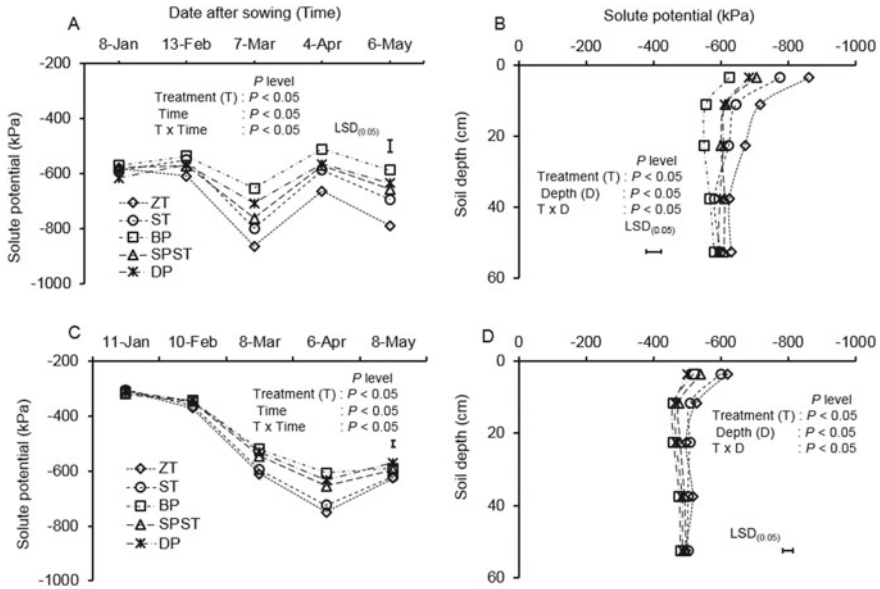 Date after sowing (Time)
A
8-Jan 13-Feb 7-Mar 4-Apr 6-May
-200
-400
-600
-800
-1000
Solute potential (kPa)
P level
Treatment (T) : P < 0.05
Time : P < 0.05
T x Time : P < 0.05
LSD(0.05)
ZT
ST
BP
SPST
DP
B
Solute potential (kPa)
0 -200 -400 -600 -800 -1000
0
20
40
60
Soil depth (cm)
P level
Treatment (T) : P < 0.05
Depth (D) : P < 0.05
T x D : P < 0.05
LSD(0.05)
C
11-Jan 10-Feb 8-Mar 6-Apr 8-May
-200
-400
-600
-800
-1000
Solute potential (kPa)
P level
Treatment (T) : P < 0.05
Time : P < 0.05
T x Time : P < 0.05
ZT
ST
BP
SPST
DP
D
0 -200 -400 -600 -800 -1000
0
20
40
60
Soil depth (cm)
P level
Treatment (T) : P < 0.05
Depth (D) : P < 0.05
T x D : P < 0.05
LSD(0.05)